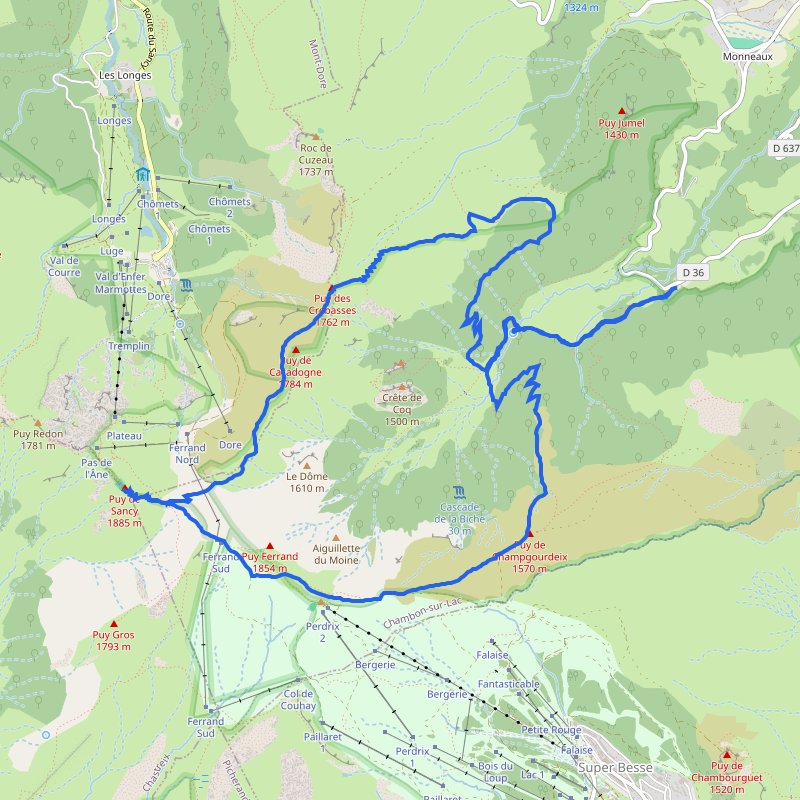 1324 m
Route du Sancy
Monneaux
Les Longes
Mont-Dore
Longes
Puy Jumel
1430 m
D 637
Roc de
Cuzeau
1737 m
Chômets
Chômets
2
Longes
Chômets
1
Luge
Val de
Courre
Val d'Enfer
Marmottes
Dore
D 36
Puy des
Crebasses
1762 m
Tremplin
Puy de
Cacadogne
1784 m
Crête de
Coq
1500 m
Puy Redon
1781 m
Plateau
Dore
Ferrand
Nord
Pas de
l'Âne
Le Dôme
1610 m
Puy de
Sancy
1885 m
Cascade
de la Biche
30 m
Aiguillette
du Moine
Puy Ferrand
1854 m
Ferrand
Sud
Puy de
Champgourdeix
1570 m
Chambon-sur-Lac
Perdrix
2
Puy Gros
1793 m
Bergerie
Falaise
Fantasticable
Bergerie
Col de
Couhay
Ferrand
Sud
Petite Rouge
Paillaret
1
Falaise
Perdrix
1
Bois du
Loup
Lac 1
Super Besse
Puy de
Chambourguet
1520 m
Chastreix
Picherand
Paillaret